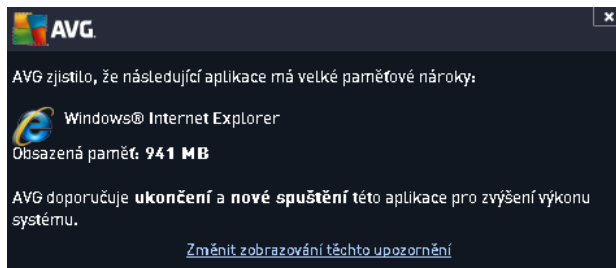 AVG.
AVG zjistilo, že následující aplikace má velké paměťové nároky:
Windows® Internet Explorer
Obsazená paměť: 941 MB
AVG doporučuje ukončení a nové spuštění této aplikace pro zvýšení výkonu
systému.
Změnit zobrazování těchto upozornění